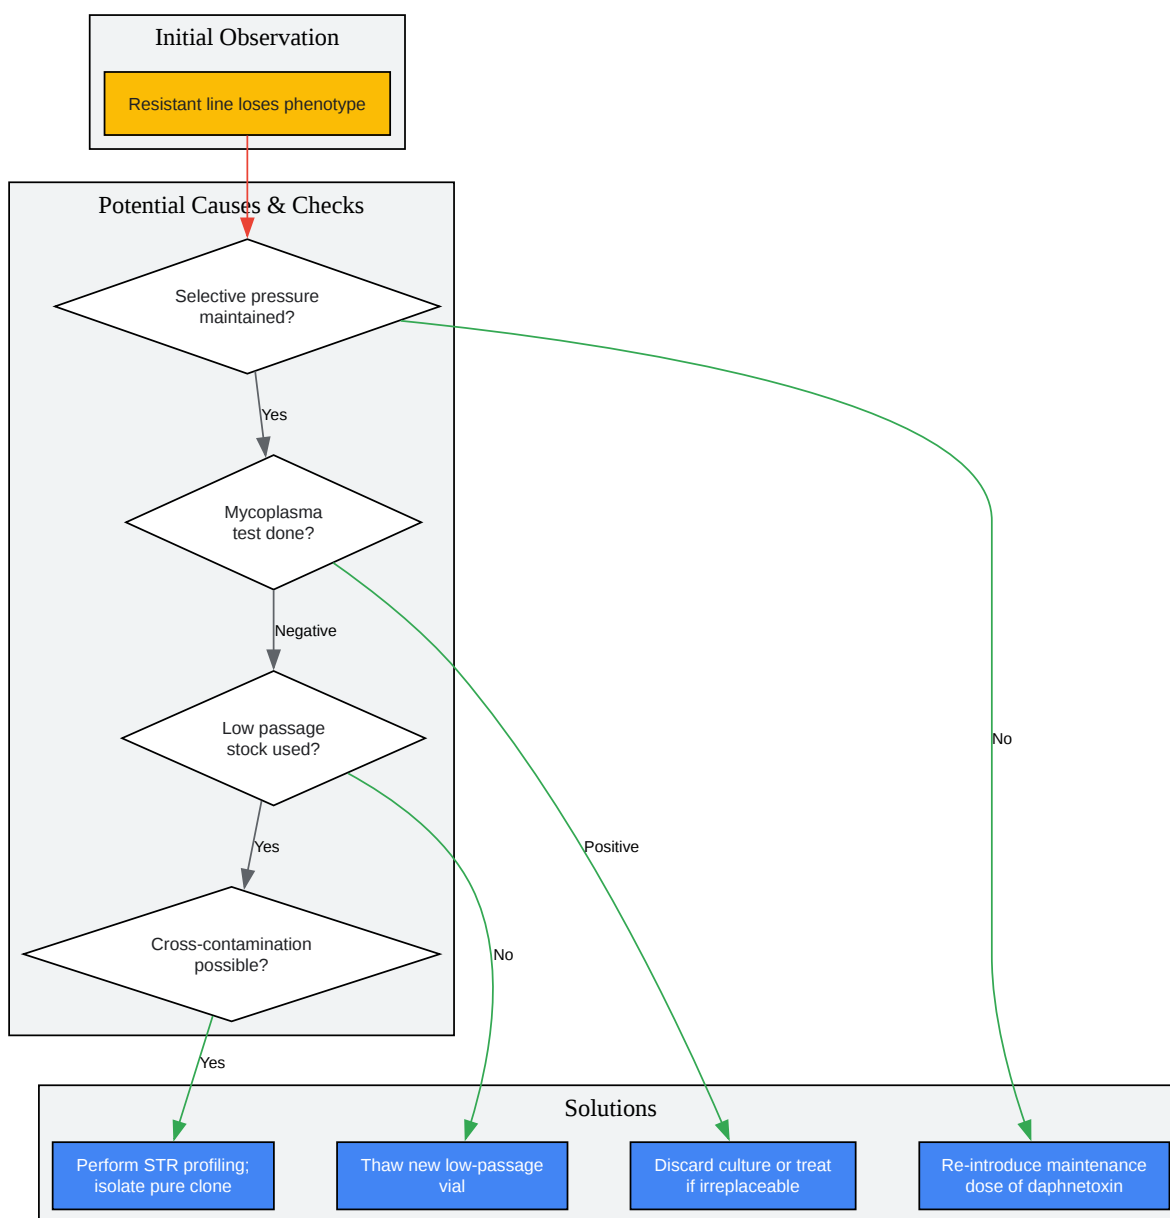 Initial Observation
Resistant line loses phenotype
Potential Causes & Checks
Selective pressure
maintained?
Yes
Mycoplasma
test done?
Negative
Low passage
stock used?
No
Positive
Yes
Cross-contamination
possible?
No
Yes
Solutions
Perform STR profiling;
isolate pure clone
Thaw new low-passage
vial
Discard culture or treat
if irreplaceable
Re-introduce maintenance
dose of daphnetoxin